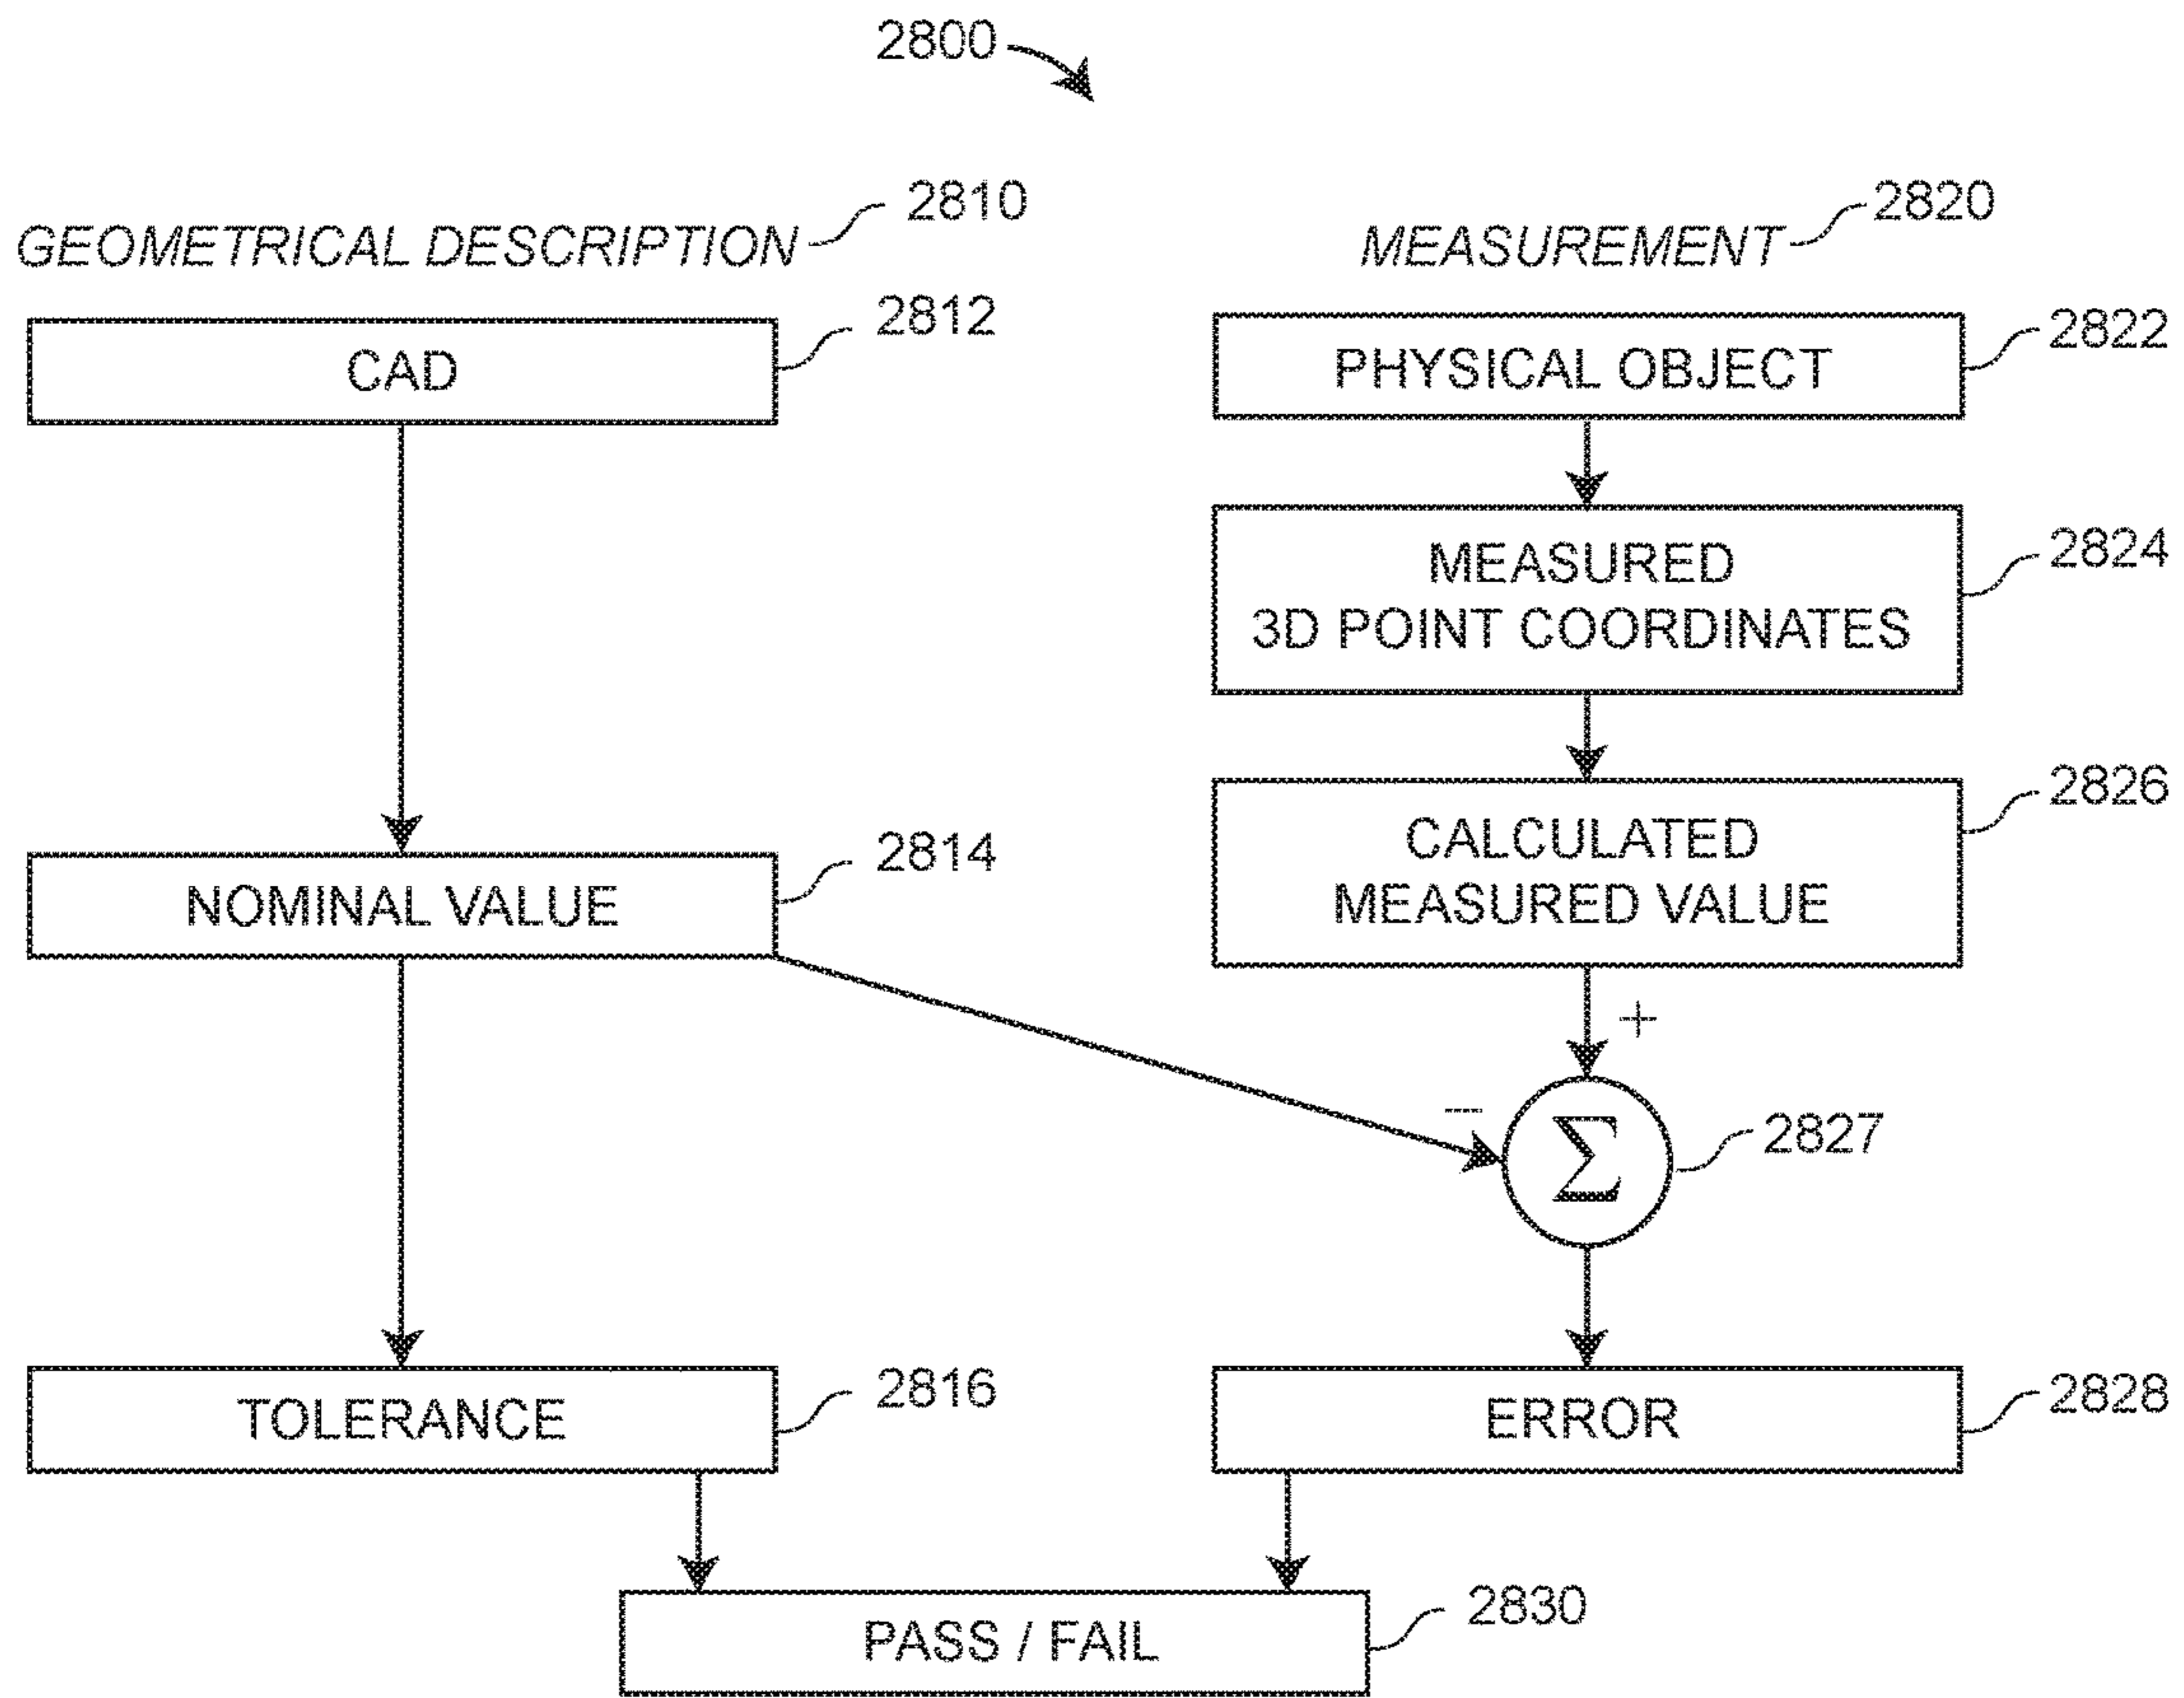 2800
GEOMETRICAL DESCRIPTION 2810
MEASUREMENT 2820
CAD 2812
PHYSICAL OBJECT 2822
MEASURED
3D POINT COORDINATES
2824
CALCULATED
MEASURED VALUE
2826
NOMINAL VALUE 2814
+
−
Σ 2827
TOLERANCE 2816
ERROR 2828
PASS / FAIL 2830